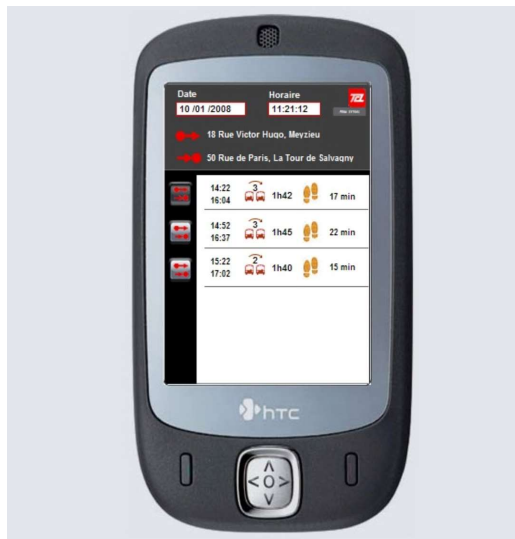 Date
Horaire
10 /01 /2008
11:21:12
TCL
18 Rue Victor Hugo, Meyzieu
50 Rue de Paris, La Tour de Salvagny
14:22
16:04
3
1h42
17 min
14:52
16:37
3
1h45
22 min
15:22
17:02
2
1h40
15 min
hTC